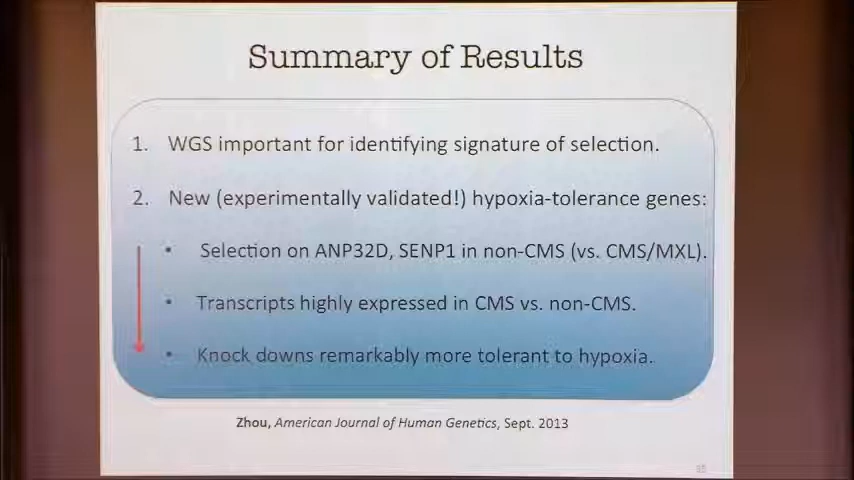 Summary of Results
1. WGS important for identifying signature of selection.
2. New (experimentally validated!) hypoxia-tolerance genes:
• Selection on ANP32D, SENP1 in non-CMS (vs. CMS/MXL).
• Transcripts highly expressed in CMS vs. non-CMS.
• Knock downs remarkably more tolerant to hypoxia.
Zhou, American Journal of Human Genetics, Sept. 2013